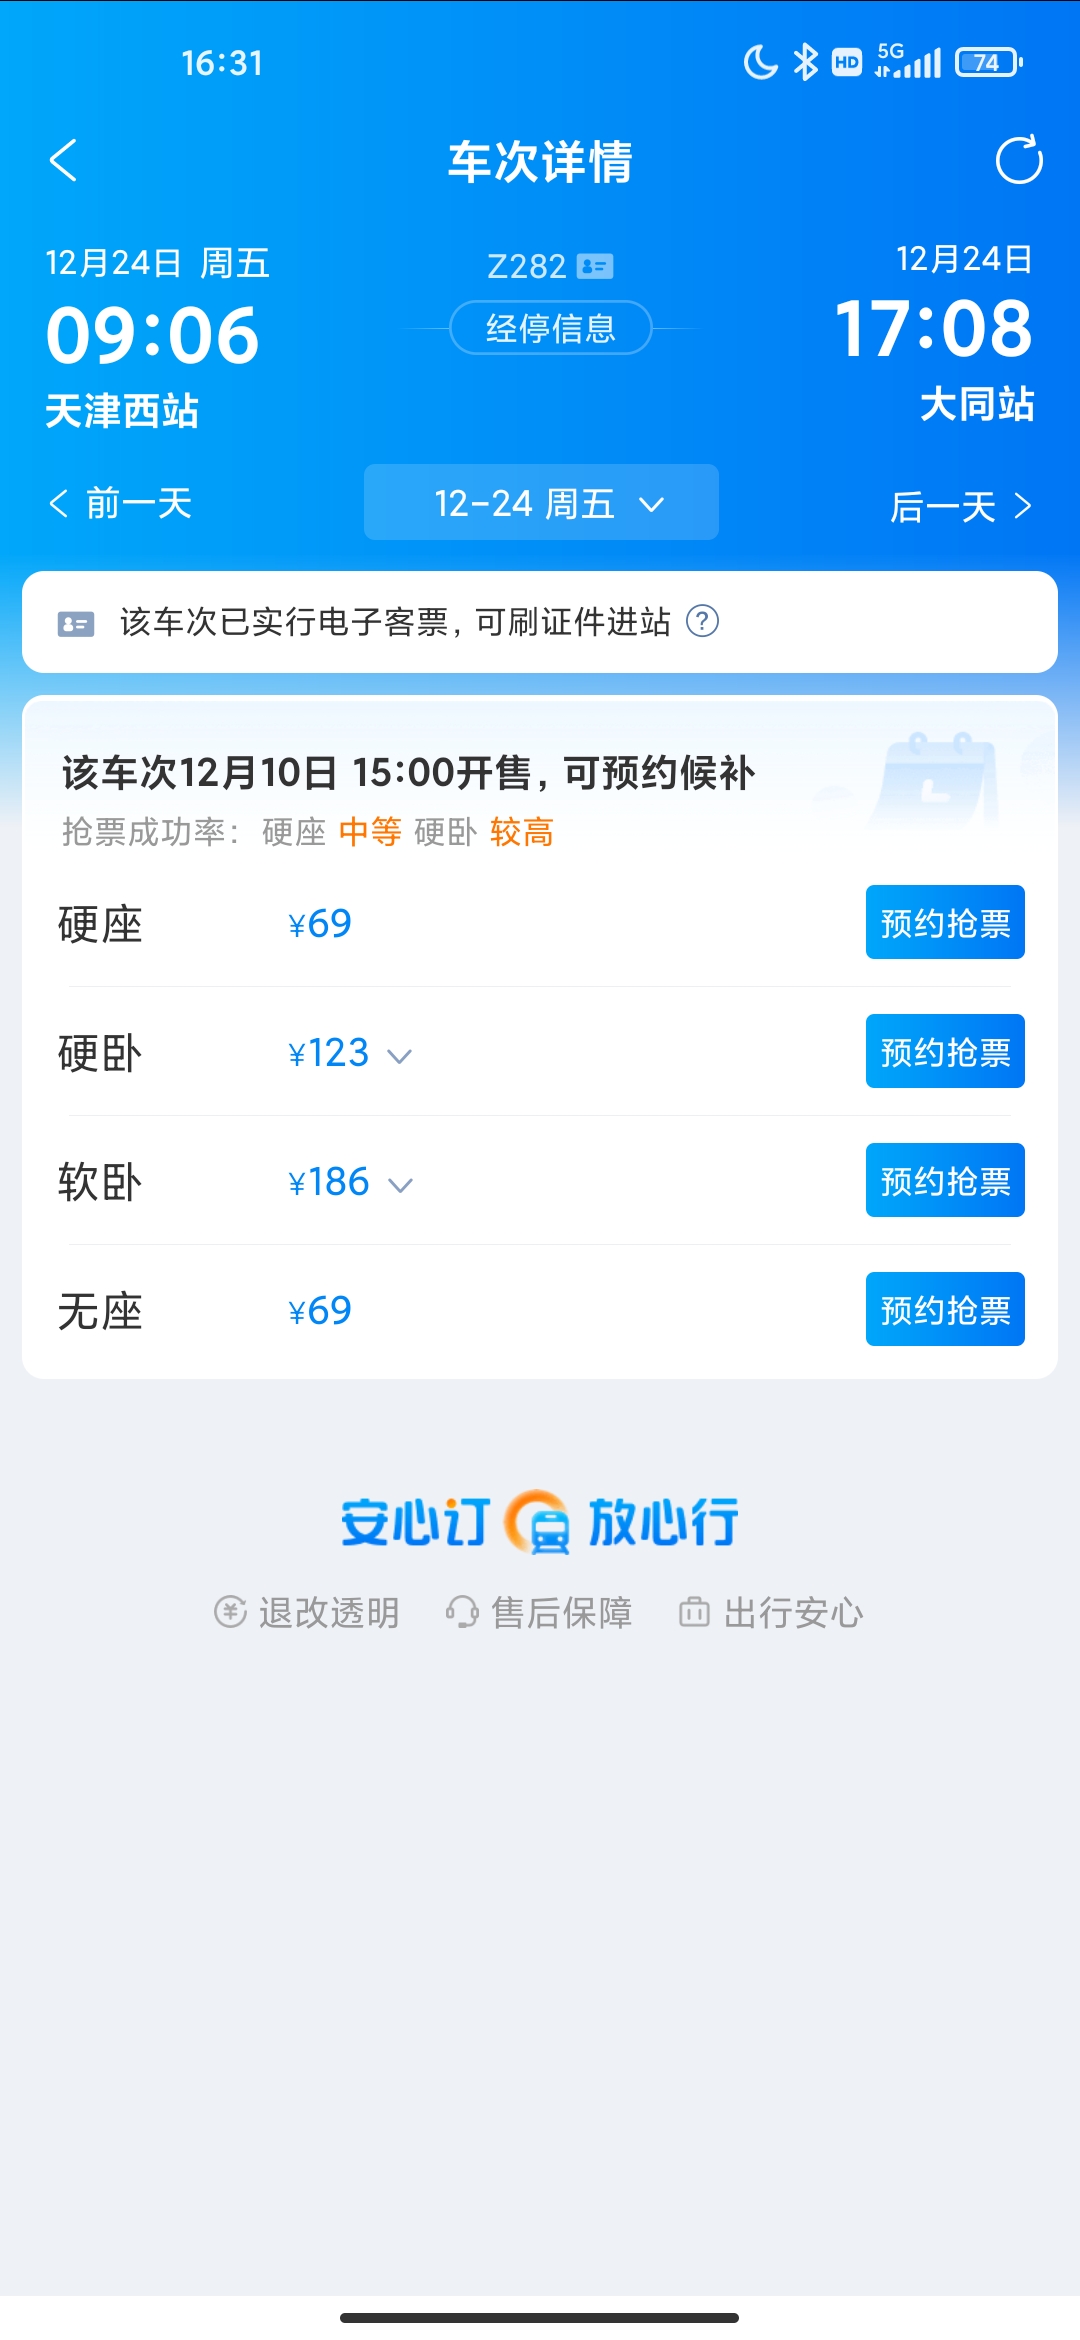 16:31
HD 5G 74
车次详情
12月24日 周五
Z282
12月24日
09:06
经停信息
17:08
天津西站
大同站
前一天
12-24 周五
后一天
该车次已实行电子客票，可刷证件进站 ?
该车次12月10日 15:00开售，可预约候补
抢票成功率： 硬座 中等 硬卧 较高
硬座 ¥69 预约抢票
硬卧 ¥123 预约抢票
软卧 ¥186 预约抢票
无座 ¥69 预约抢票
安心订 放心行
退改透明 售后保障 出行安心